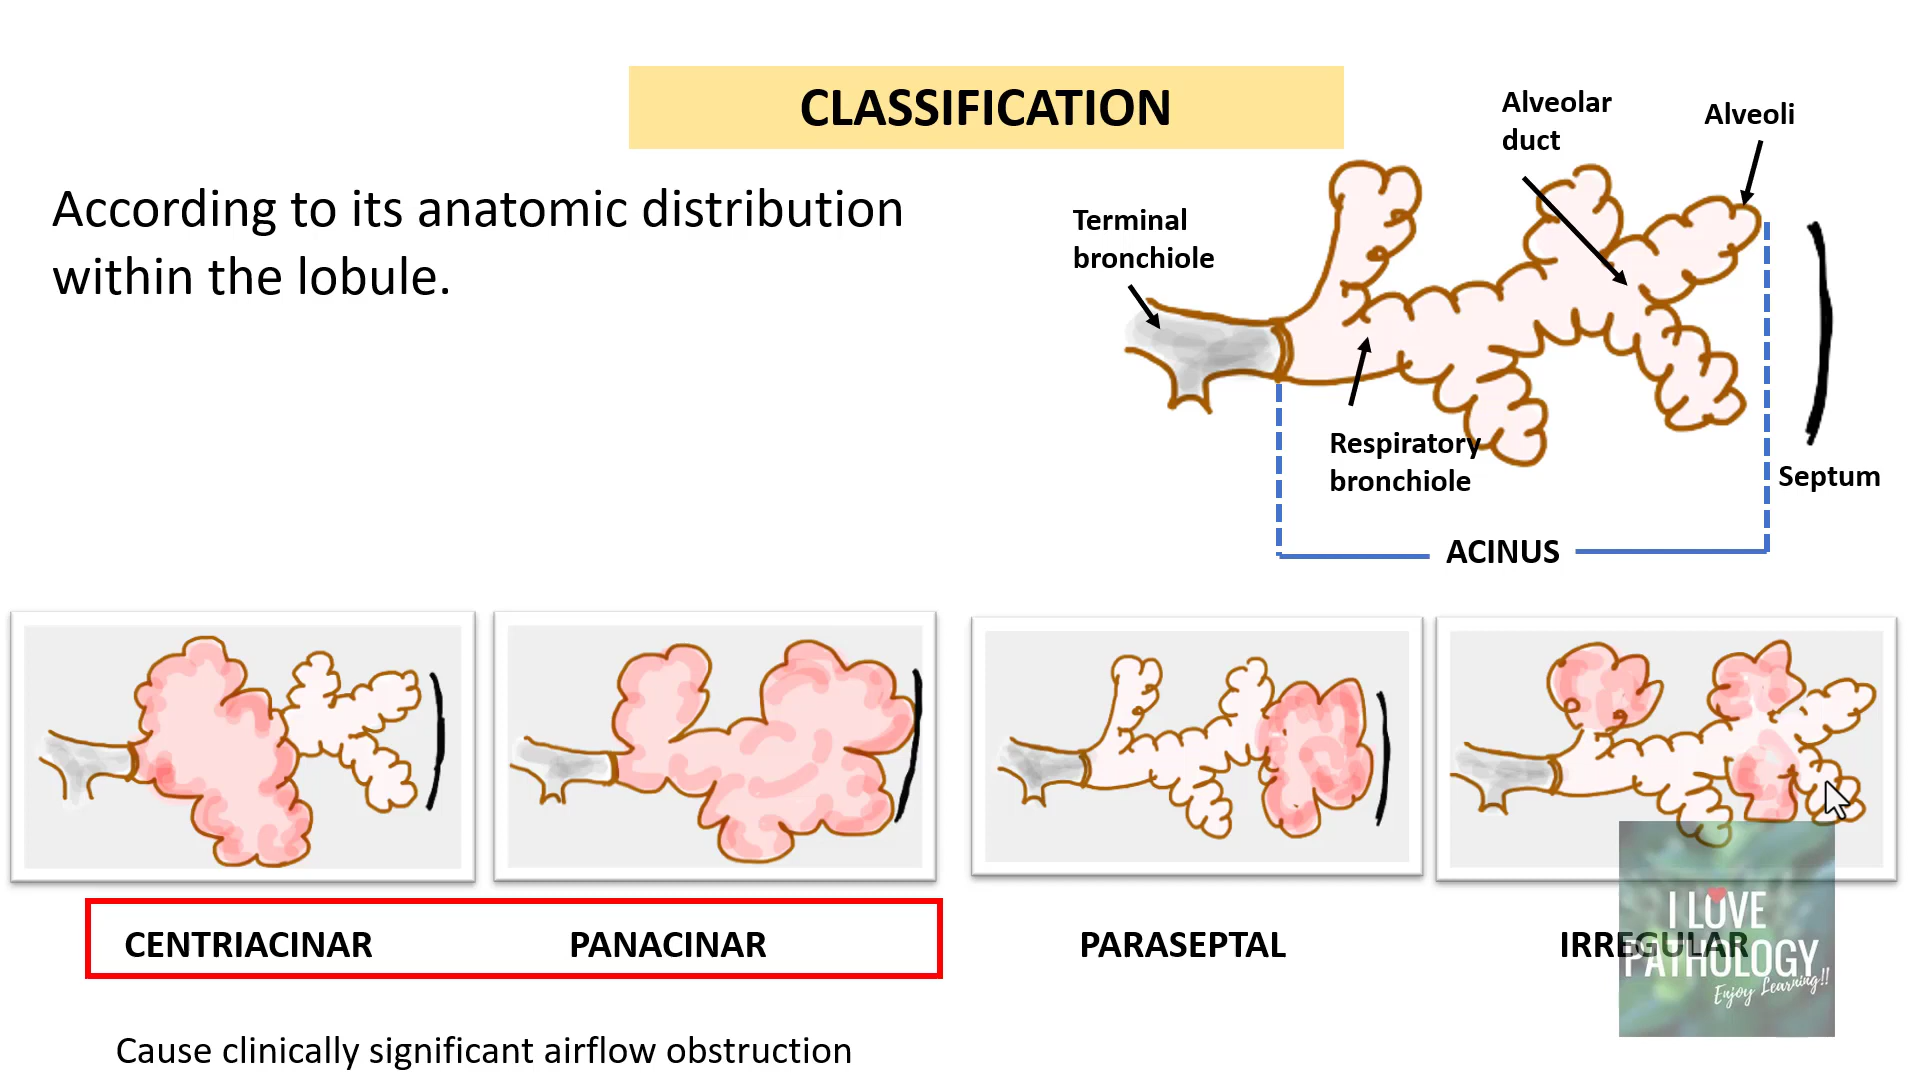 CLASSIFICATION
According to its anatomic distribution
within the lobule.
Alveolar
duct
Alveoli
Terminal
bronchiole
Respiratory
bronchiole
Septum
ACINUS
CENTRIACINAR
PANACINAR
PARASEPTAL
IRREGULAR
I LOVE
PATHOLOGY
Enjoy Learning!!
Cause clinically significant airflow obstruction